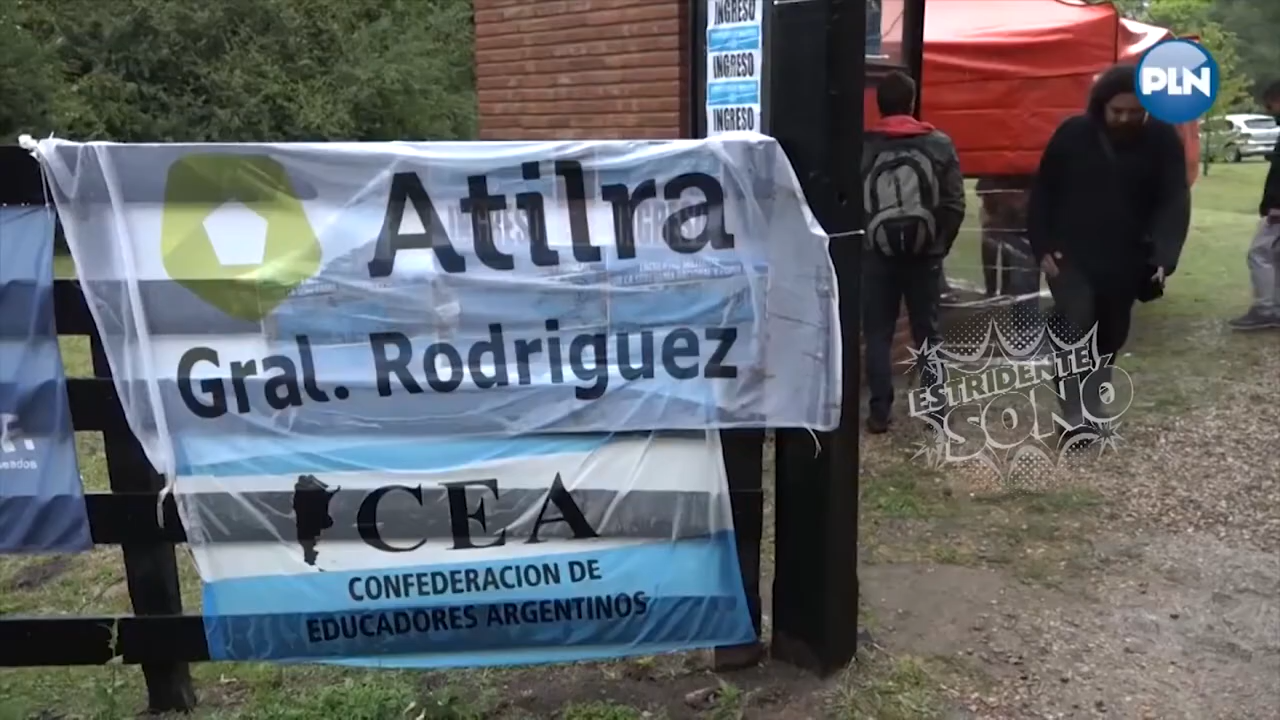 INGRESO
INGRESO
INGRESO
PLN
Atilra
Gral. Rodriguez
CEA
CONFEDERACION DE
EDUCADORES ARGENTINOS
ESTRIDENTE
SONO